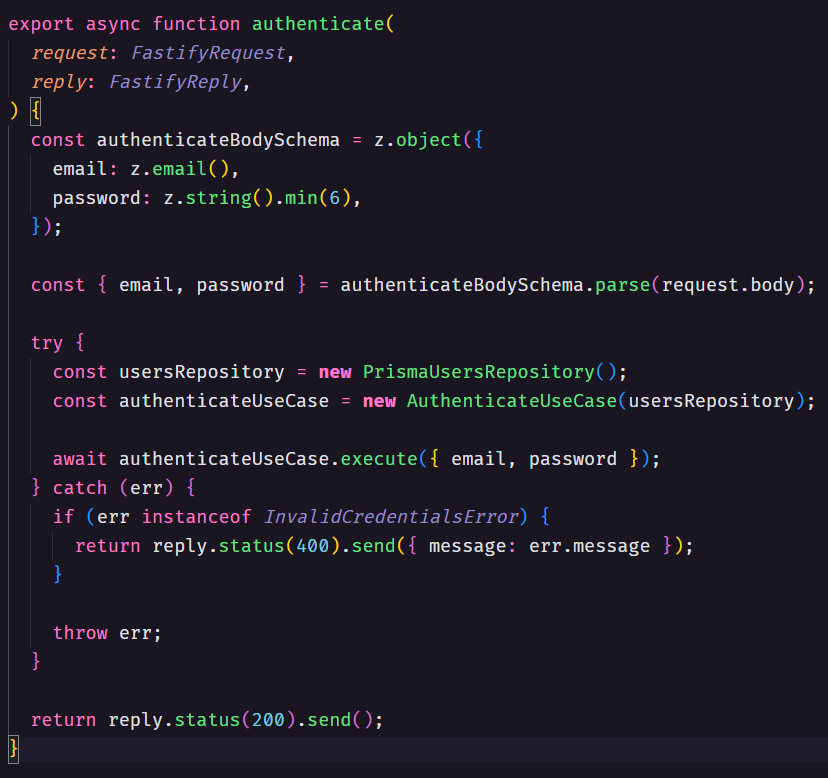 export async function authenticate(
  request: FastifyRequest,
  reply: FastifyReply,
) {
  const authenticateBodySchema = z.object({
    email: z.email(),
    password: z.string().min(6),
  });

  const { email, password } = authenticateBodySchema.parse(request.body);

  try {
    const usersRepository = new PrismaUsersRepository();
    const authenticateUseCase = new AuthenticateUseCase(usersRepository);

    await authenticateUseCase.execute({ email, password });
  } catch (err) {
    if (err instanceof InvalidCredentialsError) {
      return reply.status(400).send({ message: err.message });
    }

    throw err;
  }

  return reply.status(200).send();
}